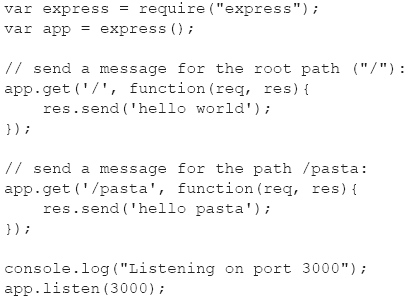 var express = require("express");
var app = express();

// send a message for the root path ("/"):
app.get('/', function(req, res){
    res.send('hello world');
});

// send a message for the path /pasta:
app.get('/pasta', function(req, res){
    res.send('hello pasta');
});

console.log("Listening on port 3000");
app.listen(3000);